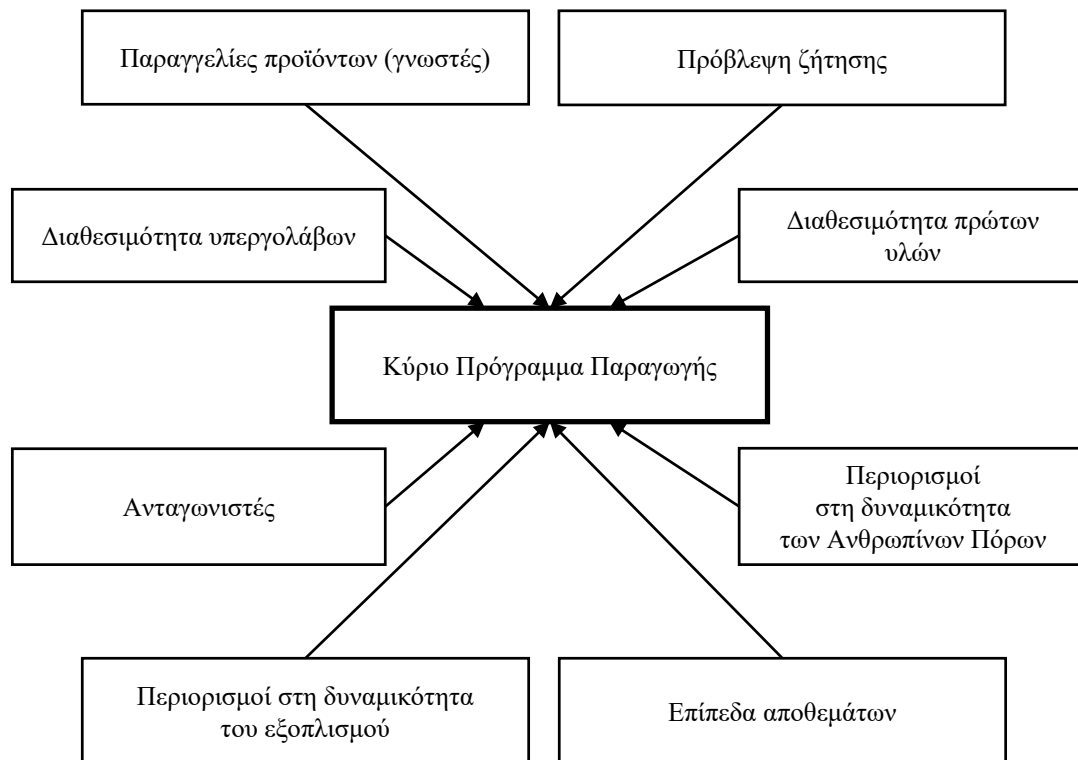 Παραγγελίες προϊόντων (γνωστές)
Πρόβλεψη ζήτησης
Διαθεσιμότητα υπεργολάβων
Διαθεσιμότητα πρώτων
υλών
Κύριο Πρόγραμμα Παραγωγής
Ανταγωνιστές
Περιορισμοί
στη δυναμικότητα
των Ανθρωπίνων Πόρων
Περιορισμοί στη δυναμικότητα
του εξοπλισμού
Επίπεδα αποθεμάτων